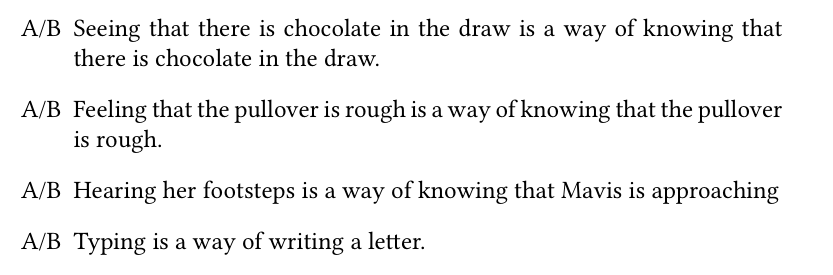 A/B Seeing that there is chocolate in the draw is a way of knowing that
there is chocolate in the draw.
A/B Feeling that the pullover is rough is a way of knowing that the pullover
is rough.
A/B Hearing her footsteps is a way of knowing that Mavis is approaching
A/B Typing is a way of writing a letter.